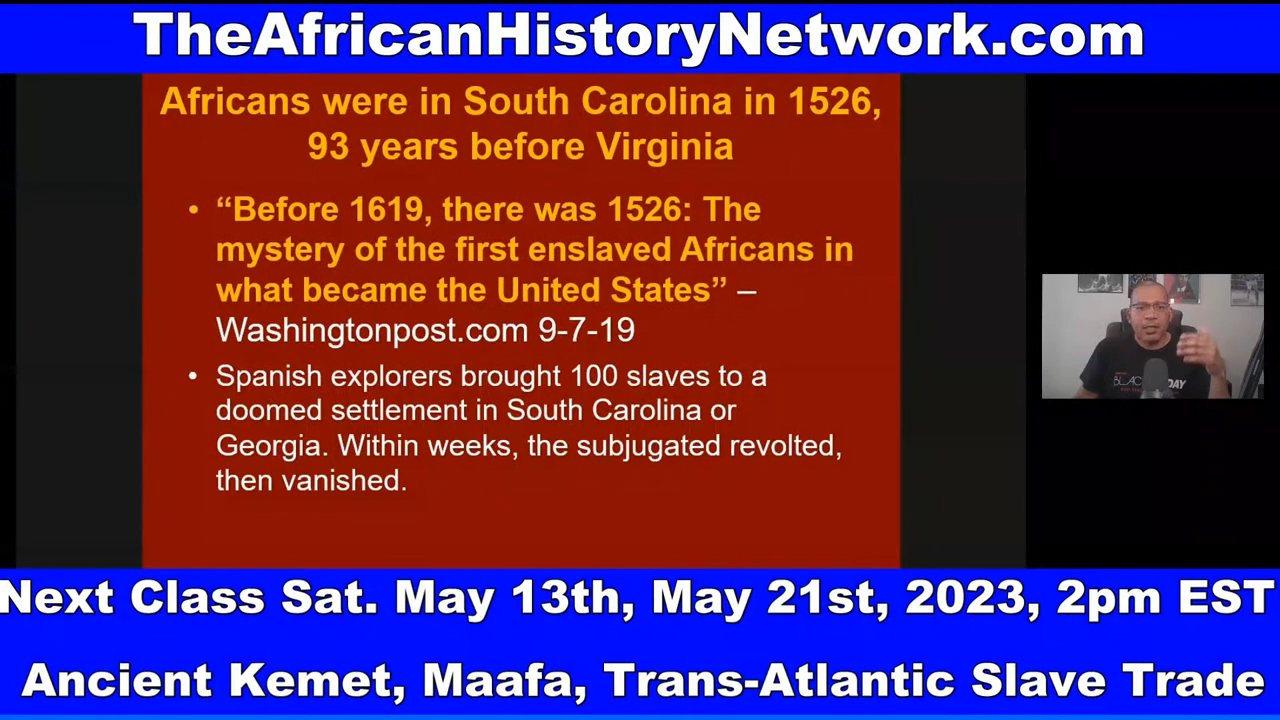 TheAfricanHistoryNetwork.com
Africans were in South Carolina in 1526,
93 years before Virginia
• “Before 1619, there was 1526: The
mystery of the first enslaved Africans in
what became the United States” –
Washingtonpost.com 9-7-19
• Spanish explorers brought 100 slaves to a
doomed settlement in South Carolina or
Georgia. Within weeks, the subjugated revolted,
then vanished.
Next Class Sat. May 13th, May 21st, 2023, 2pm EST
Ancient Kemet, Maafa, Trans-Atlantic Slave Trade